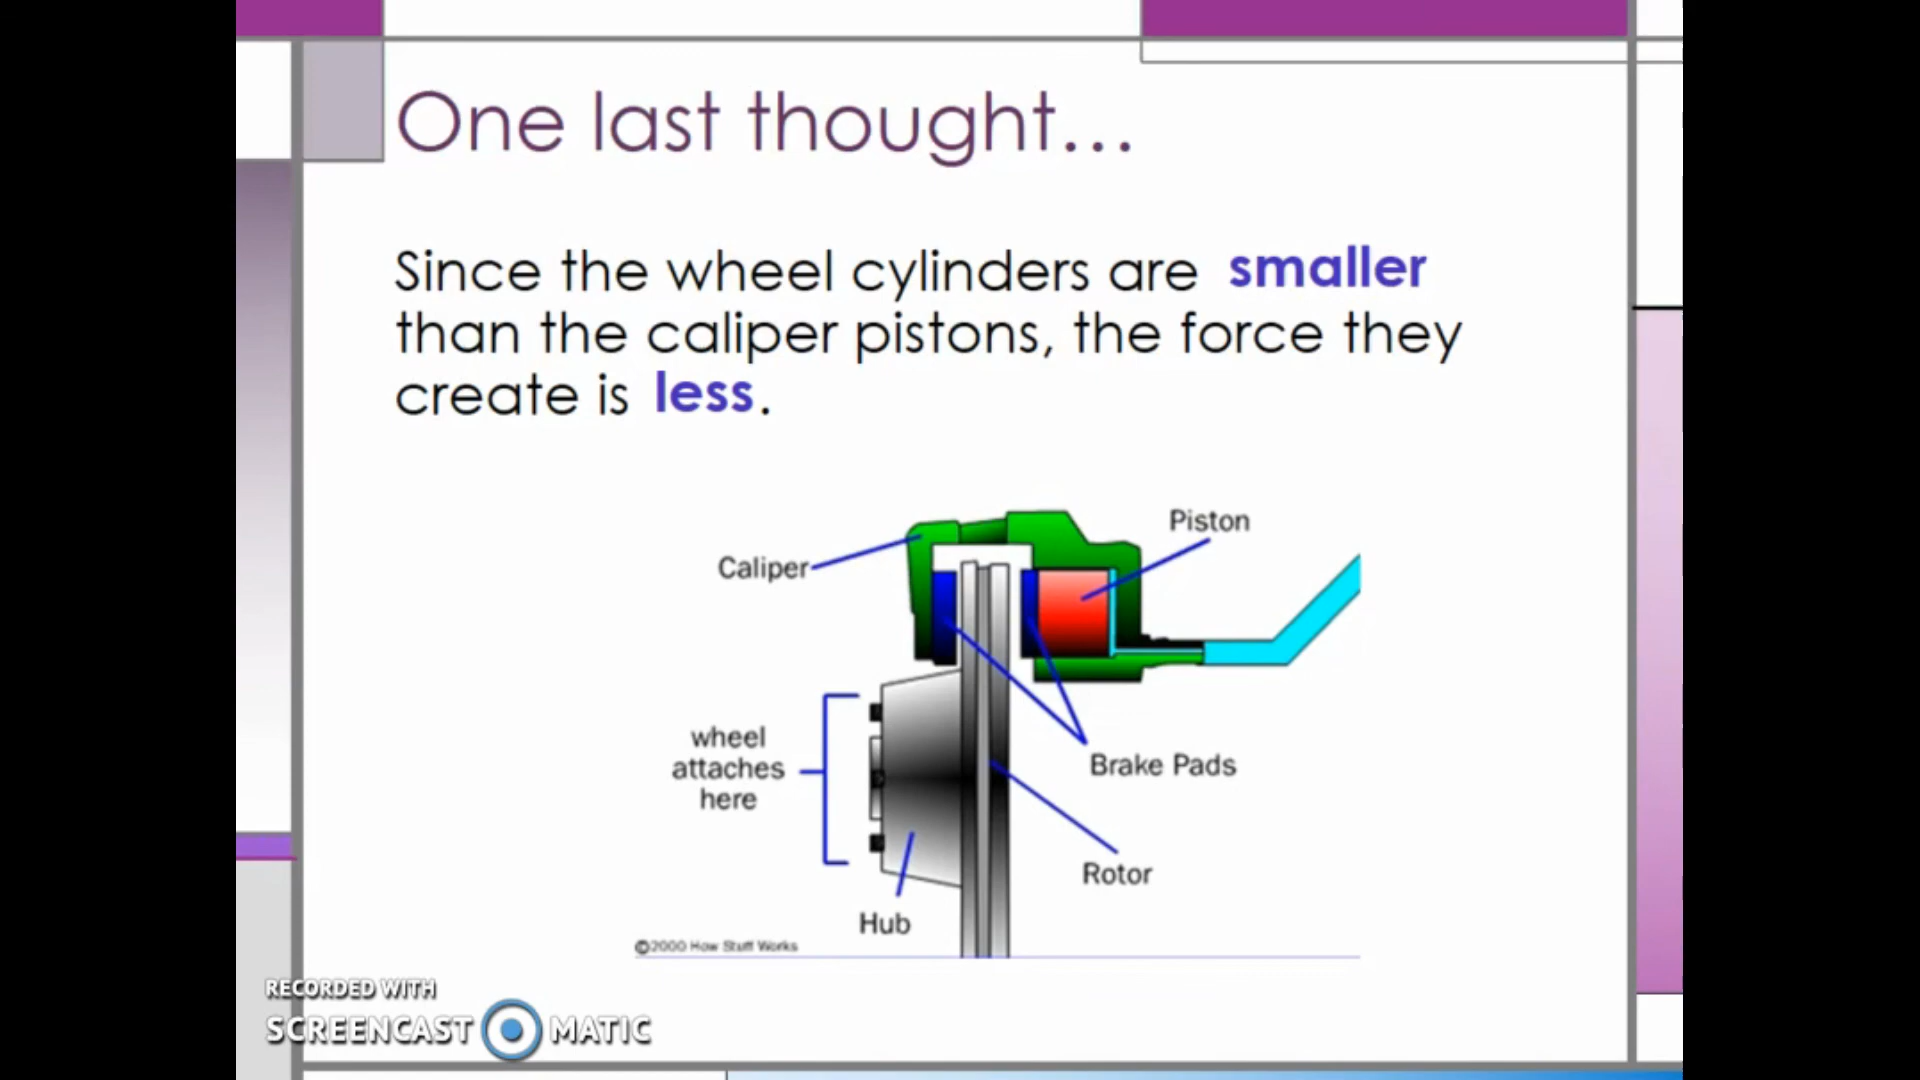 One last thought...
Since the wheel cylinders are smaller
than the caliper pistons, the force they
create is less.
Piston
Caliper
wheel
attaches
here
Brake Pads
Rotor
Hub
©2000 How Stuff Works
RECORDED WITH
SCREENCAST MATIC